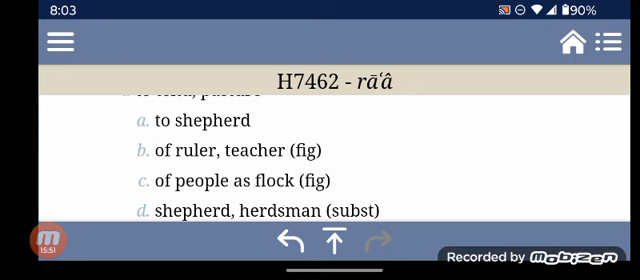 8:03
90%
H7462 - rāʻâ
a. to shepherd
b. of ruler, teacher (fig)
c. of people as flock (fig)
d. shepherd, herdsman (subst)
15:51
Recorded by Mobizen